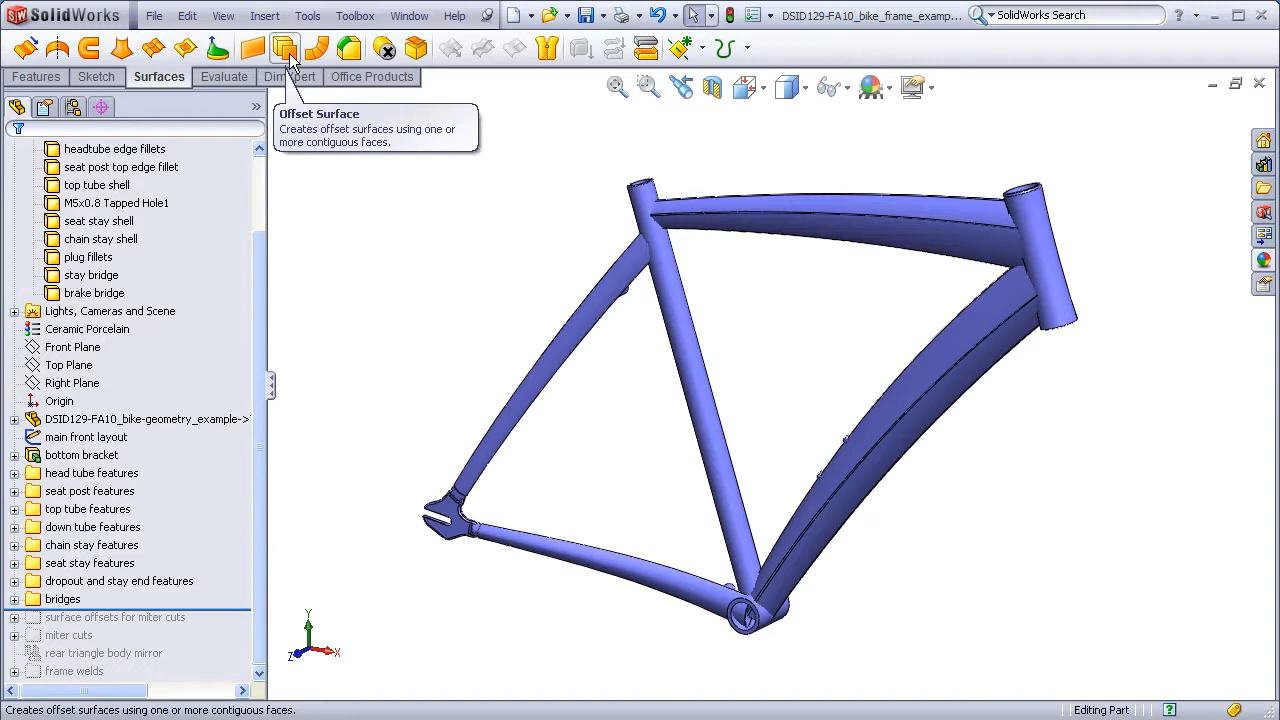 SolidWorks
File Edit View Insert Tools Toolbox Window Help
DSID129-FA10_bike_frame_examp...
SolidWorks Search
Features Sketch Surfaces Evaluate DimXpert Office Products
Offset Surface
Creates offset surfaces using one or
more contiguous faces.
headtube edge fillets
seat post top edge fillet
top tube shell
M5x0.8 Tapped Hole1
seat stay shell
chain stay shell
plug fillets
stay bridge
brake bridge
Lights, Cameras and Scene
Ceramic Porcelain
Front Plane
Top Plane
Right Plane
Origin
DSID129-FA10_bike-geometry_example->
main front layout
bottom bracket
head tube features
seat post features
top tube features
down tube features
chain stay features
seat stay features
dropout and stay end features
bridges
surface offsets for miter cuts
miter cuts
rear triangle body mirror
frame welds
Y
Z X
Creates offset surfaces using one or more contiguous faces.
Editing Part